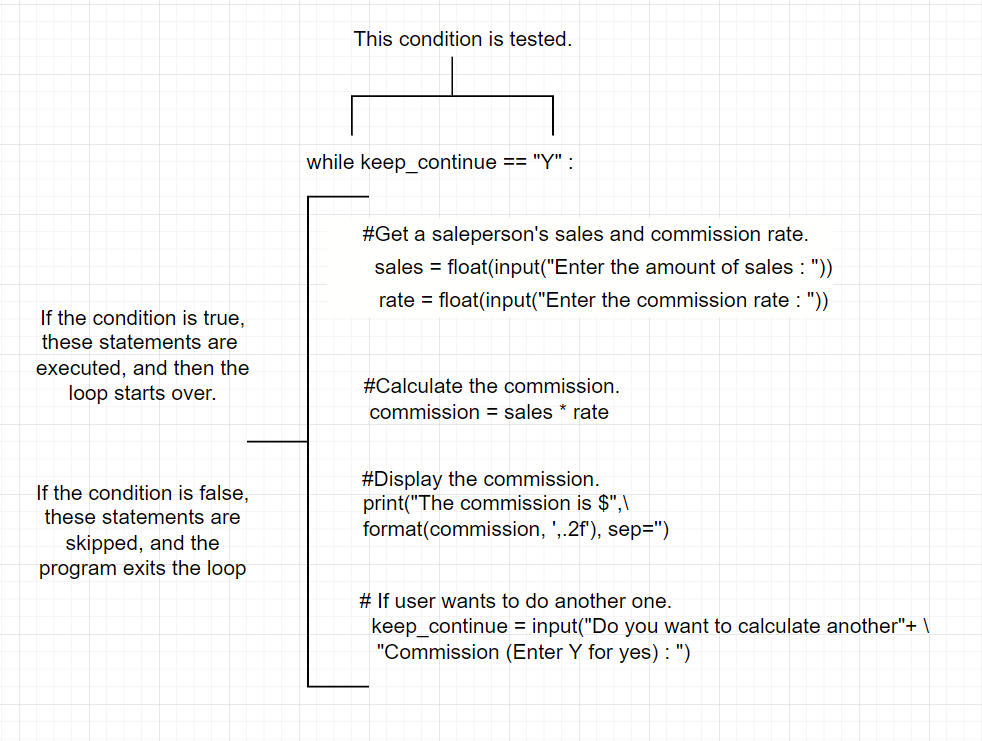 This condition is tested.
while keep_continue == "Y" :
#Get a saleperson's sales and commission rate.
sales = float(input("Enter the amount of sales : "))
rate = float(input("Enter the commission rate : "))
If the condition is true,
these statements are
executed, and then the
loop starts over.
#Calculate the commission.
commission = sales * rate
If the condition is false,
these statements are
skipped, and the
program exits the loop
#Display the commission.
print("The commission is $",\
format(commission, ',.2f'), sep='')
# If user wants to do another one.
keep_continue = input("Do you want to calculate another"+ \
"Commission (Enter Y for yes) : ")